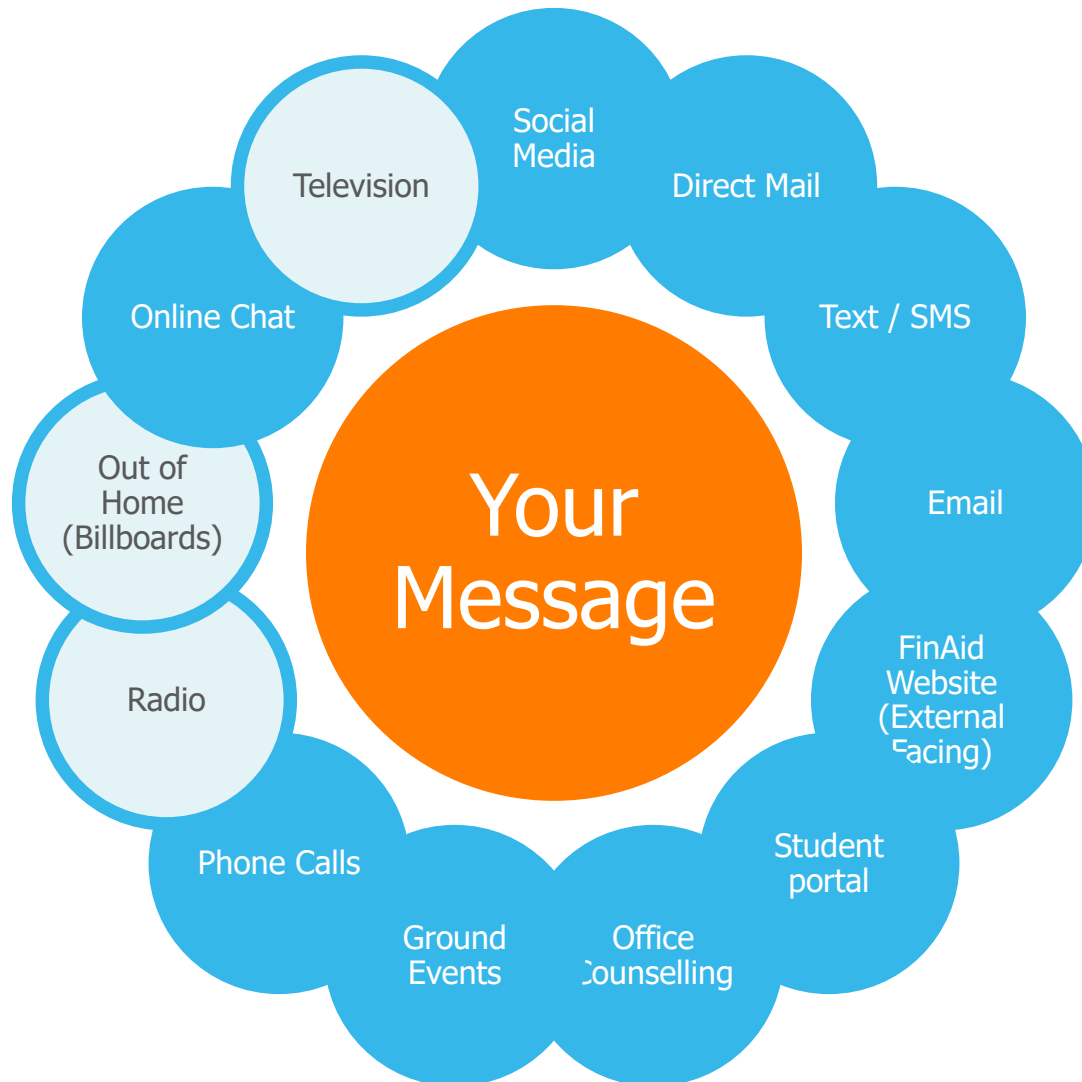 Social
Media
Direct Mail
Text / SMS
Email
FinAid
Website
(External
Facing)
Student
portal
Office
Counselling
Ground
Events
Phone Calls
Radio
Out of
Home
(Billboards)
Online Chat
Television
Your
Message